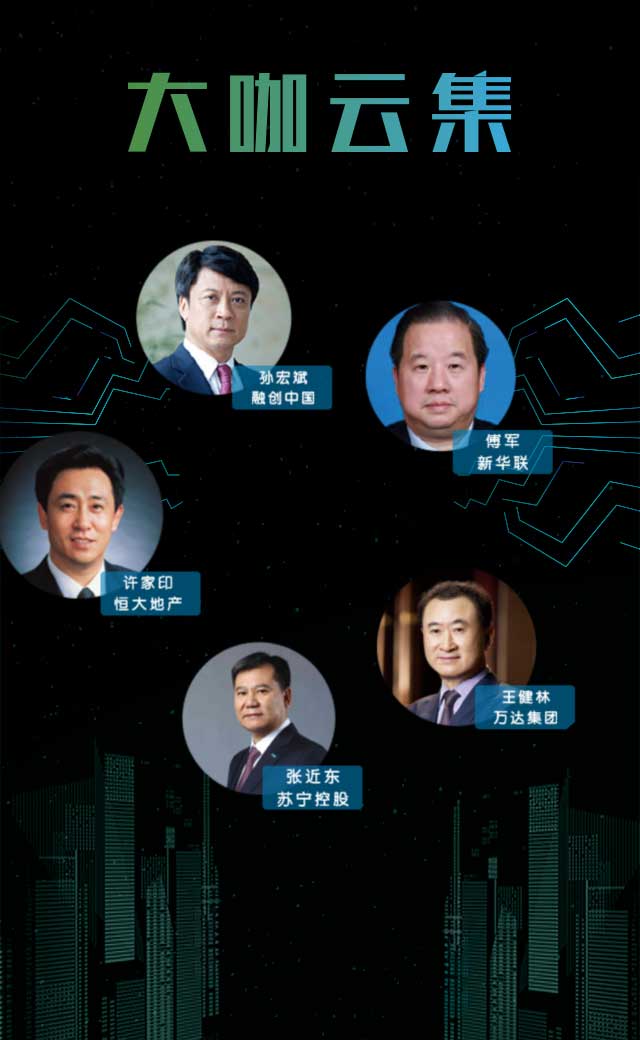 大咖云集
孙宏斌
融创中国
傅军
新华联
许家印
恒大地产
王健林
万达集团
张近东
苏宁控股